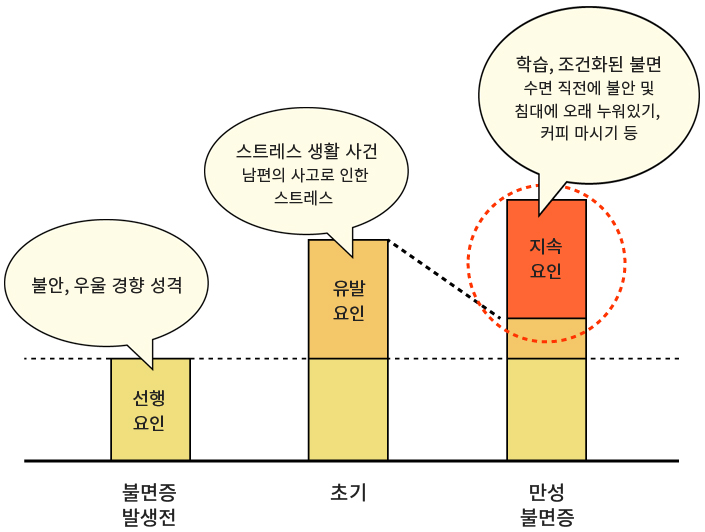 학습, 조건화된 불면
수면 직전에 불안 및
침대에 오래 누워있기,
커피 마시기 등
스트레스 생활 사건
남편의 사고로 인한
스트레스
불안, 우울 경향 성격
지속
요인
유발
요인
선행
요인
불면증
발생전
초기
만성
불면증